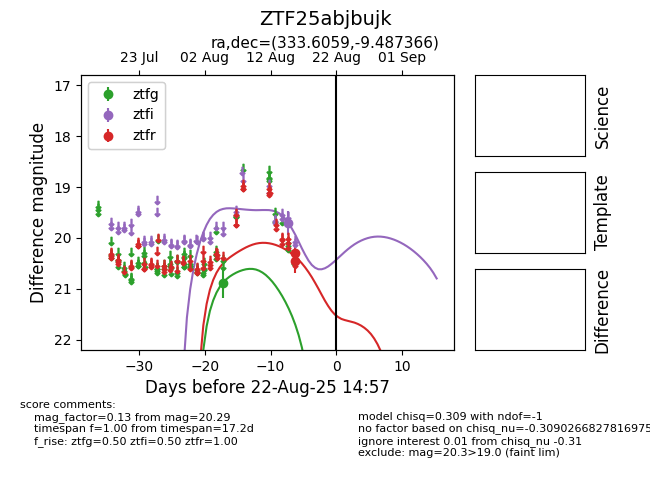 ZTF25abjbujk
ra,dec=(333.6059,-9.487366)
23 Jul 02 Aug 12 Aug 22 Aug 01 Sep
ztfg
ztfi
ztfr
17
18
19
20
21
22
Difference magnitude
−30 −20 −10 0 10
Days before 22-Aug-25 14:57
Science
Template
Difference
score comments:
mag_factor=0.13 from mag=20.29
timespan f=1.00 from timespan=17.2d
f_rise: ztfg=0.50 ztfi=0.50 ztfr=1.00
model chisq=0.309 with ndof=-1
no factor based on chisq_nu=-0.3090266827816975
ignore interest 0.01 from chisq_nu -0.31
exclude: mag=20.3>19.0 (faint lim)